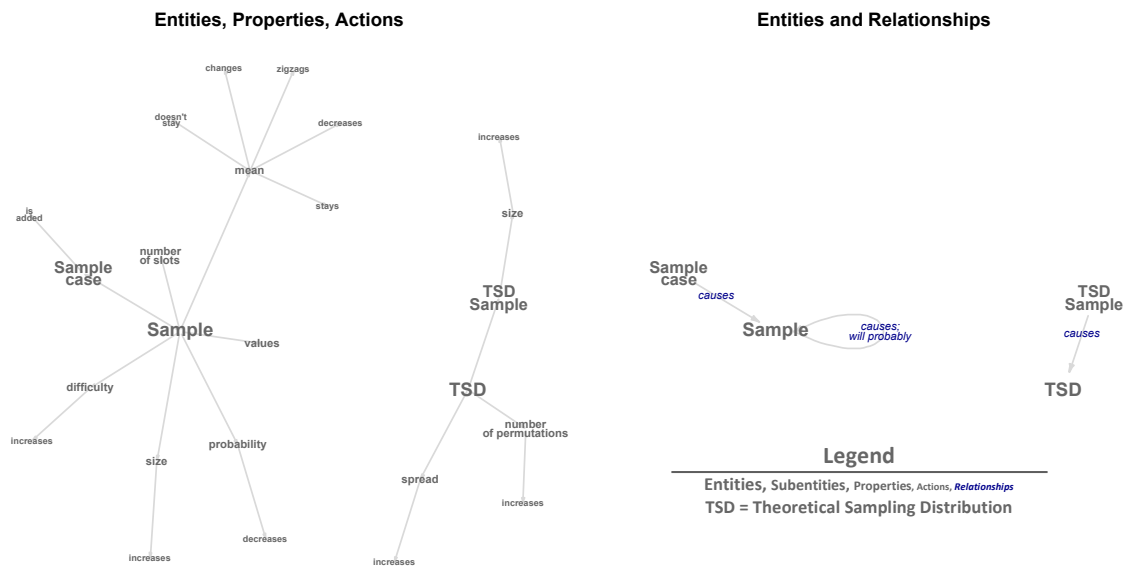 Entities, Properties, Actions
changes
zigzags
doesn't
stay
decreases
mean
stays
is
added
Sample
case
number
of slots
Sample
values
difficulty
increases
size
probability
increases
decreases
increases
size
TSD
Sample
TSD
number
of permutations
spread
increases
increases
Entities and Relationships
Sample
case
causes
Sample
causes;
will probably
TSD
Sample
causes
TSD
Legend
Entities, Subentities, Properties, Actions, Relationships
TSD = Theoretical Sampling Distribution